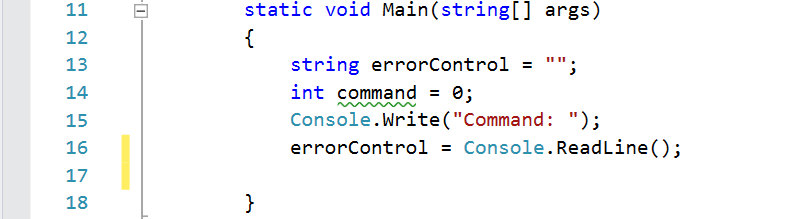 11 static void Main(string[] args)
12 {
13 string errorControl = "";
14 int command = 0;
15 Console.Write("Command: ");
16 errorControl = Console.ReadLine();
17
18 }